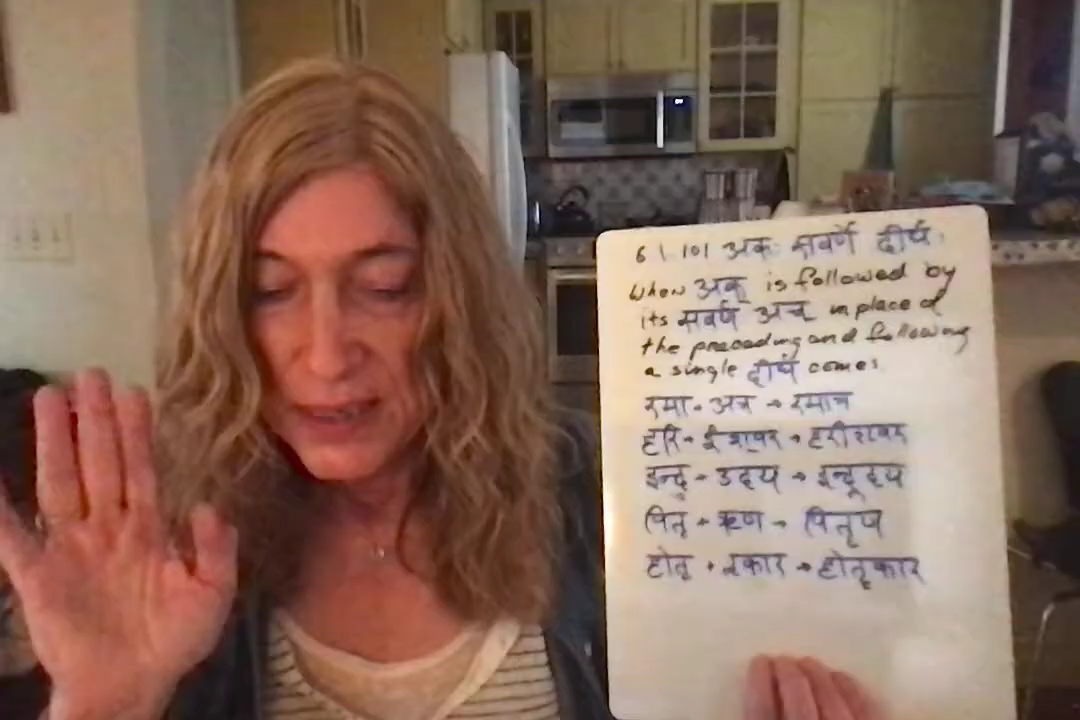 6.1.101 अकः सवर्णे दीर्घः
When अक् is followed by
its सवर्ण अच् in place of
the preceding and following
a single दीर्घ comes.
रमा + अत्र → रमात्र
हरि + ईश्वर → हरीश्वर
इन्दु + उदय → इन्दूदय
पितृ + ऋण → पितॄण
होतृ + ऌकार → होतॄकार